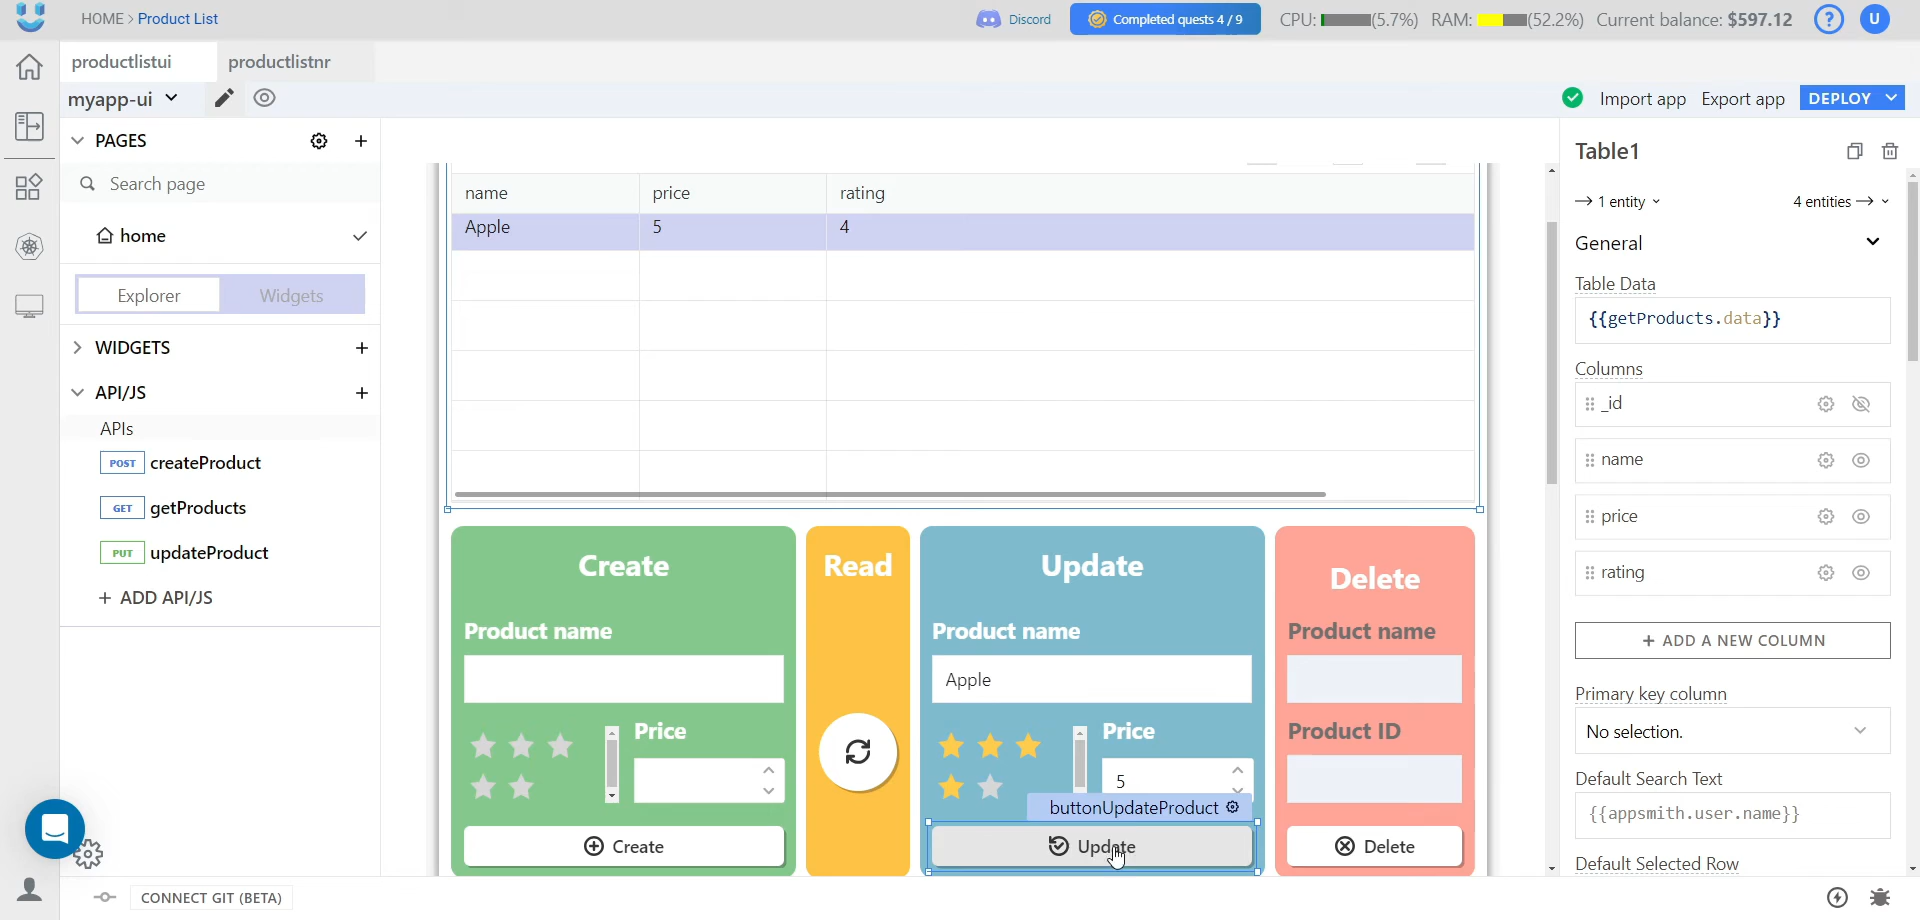 HOME > Product List
Discord
Completed quests 4 / 9
CPU: (5.7%) RAM: (52.2%) Current balance: $597.12
? U
productlistui
productlistnr
myapp-ui
Import app Export app DEPLOY
PAGES
Search page
home
Explorer
Widgets
WIDGETS
API/JS
APIs
POST createProduct
GET getProducts
PUT updateProduct
+ ADD API/JS
name price rating
Apple 5 4
Create
Product name
Price
Create
Read
Update
Product name
Apple
Price
5
buttonUpdateProduct
Update
Delete
Product name
Product ID
Delete
Table1
→ 1 entity
4 entities →
General
Table Data
{{getProducts.data}}
Columns
_id
name
price
rating
+ ADD A NEW COLUMN
Primary key column
No selection.
Default Search Text
{{appsmith.user.name}}
Default Selected Row
CONNECT GIT (BETA)